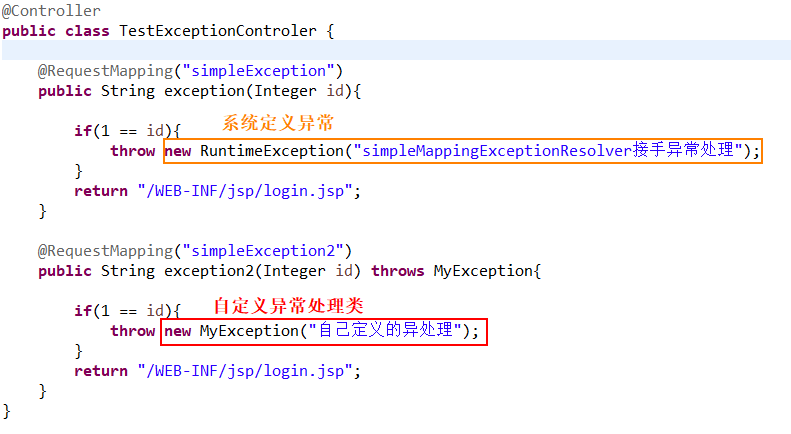 @Controller
public class TestExceptionControler {
@RequestMapping("simpleException")
public String exception(Integer id){
系统定义异常
if(1 == id){
throw new RuntimeException("simpleMappingExceptionResolver接手异常处理");
}
return "/WEB-INF/jsp/login.jsp";
}
@RequestMapping("simpleException2")
public String exception2(Integer id) throws MyException{
自定义异常处理类
if(1 == id){
throw new MyException("自己定义的异处理");
}
return "/WEB-INF/jsp/login.jsp";
}
}